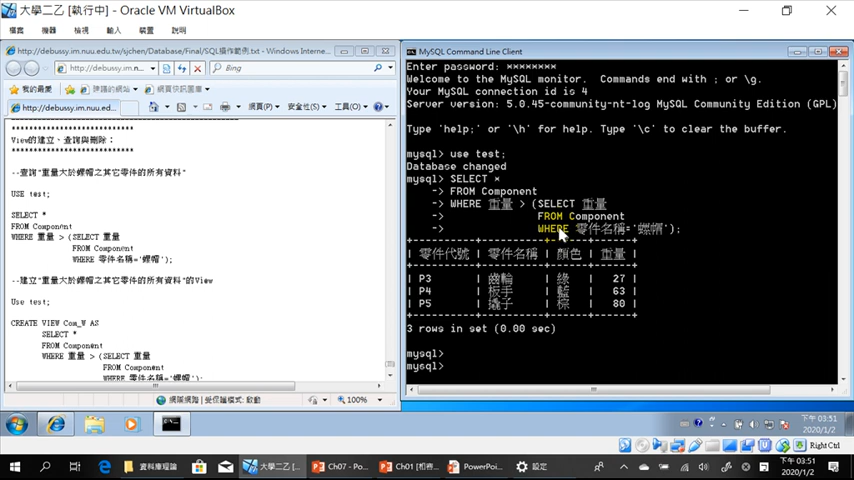 大學二乙 [執行中] - Oracle VM VirtualBox
檔案 機器 檢視 輸入 裝置 說明
http://debussy.im.nuu.edu.tw/sjchen/Database/Final/SQL操作範例.txt - Windows Interne...
http://debussy.im.n...
Bing
我的最愛 建議的網站 網頁快訊圖庫
http://debussy.im.nuu.edu...
網頁(P) 安全性(S) 工具(O)
****************************
View的建立、查詢與刪除:
****************************
--查詢"重量大於螺帽之其它零件的所有資料"
USE test;
SELECT *
FROM Component
WHERE 重量 > (SELECT 重量
FROM Component
WHERE 零件名稱='螺帽');
--建立"重量大於螺帽之其它零件的所有資料"的View
Use test;
CREATE VIEW Com_W AS
SELECT *
FROM Component
WHERE 重量 > (SELECT 重量
FROM Component
WHERE 零件名稱='螺帽');
網際網路 | 受保護模式: 啟動
100%
MySQL Command Line Client
Enter password: ********
Welcome to the MySQL monitor.  Commands end with ; or \g.
Your MySQL connection id is 4
Server version: 5.0.45-community-nt-log MySQL Community Edition (GPL)
Type 'help;' or '\h' for help. Type '\c' to clear the buffer.
mysql> use test;
Database changed
mysql> SELECT *
-> FROM Component
-> WHERE 重量 > (SELECT 重量
-> FROM Component
-> WHERE 零件名稱='螺帽');
+----------+----------+------+------+
| 零件代號 | 零件名稱 | 顏色 | 重量 |
+----------+----------+------+------+
| P3 | 齒輪 | 綠 | 27 |
| P4 | 板手 | 藍 | 63 |
| P5 | 撬子 | 棕 | 80 |
+----------+----------+------+------+
3 rows in set (0.00 sec)
mysql>
mysql>
下午 03:51
2020/1/2
Right Ctrl
資料庫理論
大學二乙 [...
Ch07 - Po...
Ch01 [相容...
PowerPoi...
設定
下午 03:51
2020/1/2